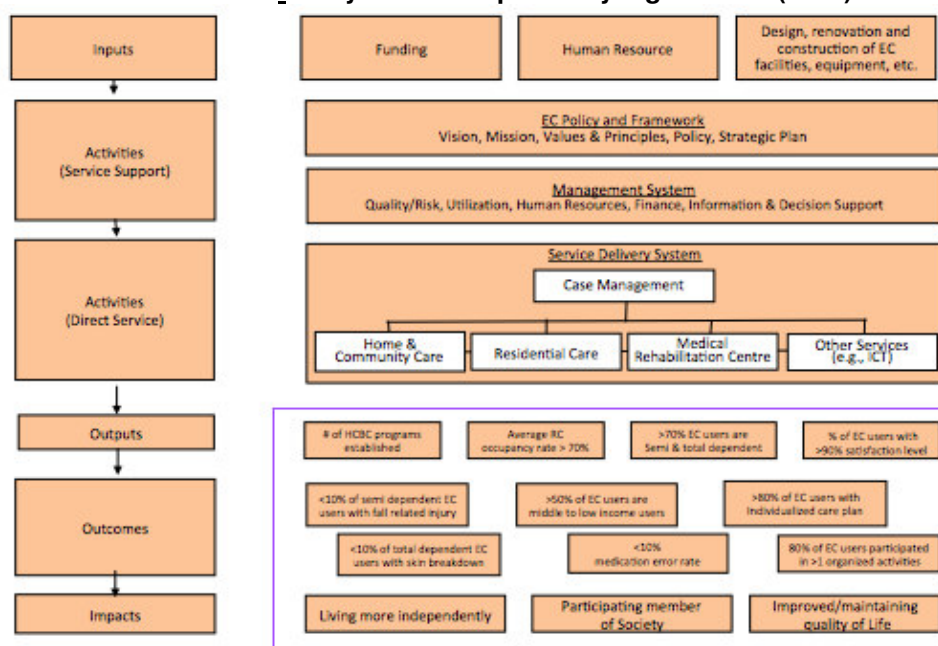 Inputs
Funding
Human Resource
Design, renovation and
construction of EC
facilities, equipment, etc.
Activities
(Service Support)
EC Policy and Framework
Vision, Mission, Values & Principles, Policy, Strategic Plan
Management System
Quality/Risk, Utilization, Human Resources, Finance, Information & Decision Support
Activities
(Direct Service)
Service Delivery System
Case Management
Home &
Community Care
Residential Care
Medical
Rehabilitation Centre
Other Services
(e.g., ICT)
Outputs
# of HCBC programs
established
Average RC
occupancy rate > 70%
>70% EC users are
Semi & total dependent
% of EC users with
>90% satisfaction level
Outcomes
<10% of semi dependent EC
users with fall related injury
>50% of EC users are
middle to low income users
>80% of EC users with
Individualized care plan
<10% of total dependent EC
users with skin breakdown
<10%
medication error rate
80% of EC users participated
in >1 organized activities
Impacts
Living more independently
Participating member
of Society
Improved/maintaining
quality of Life